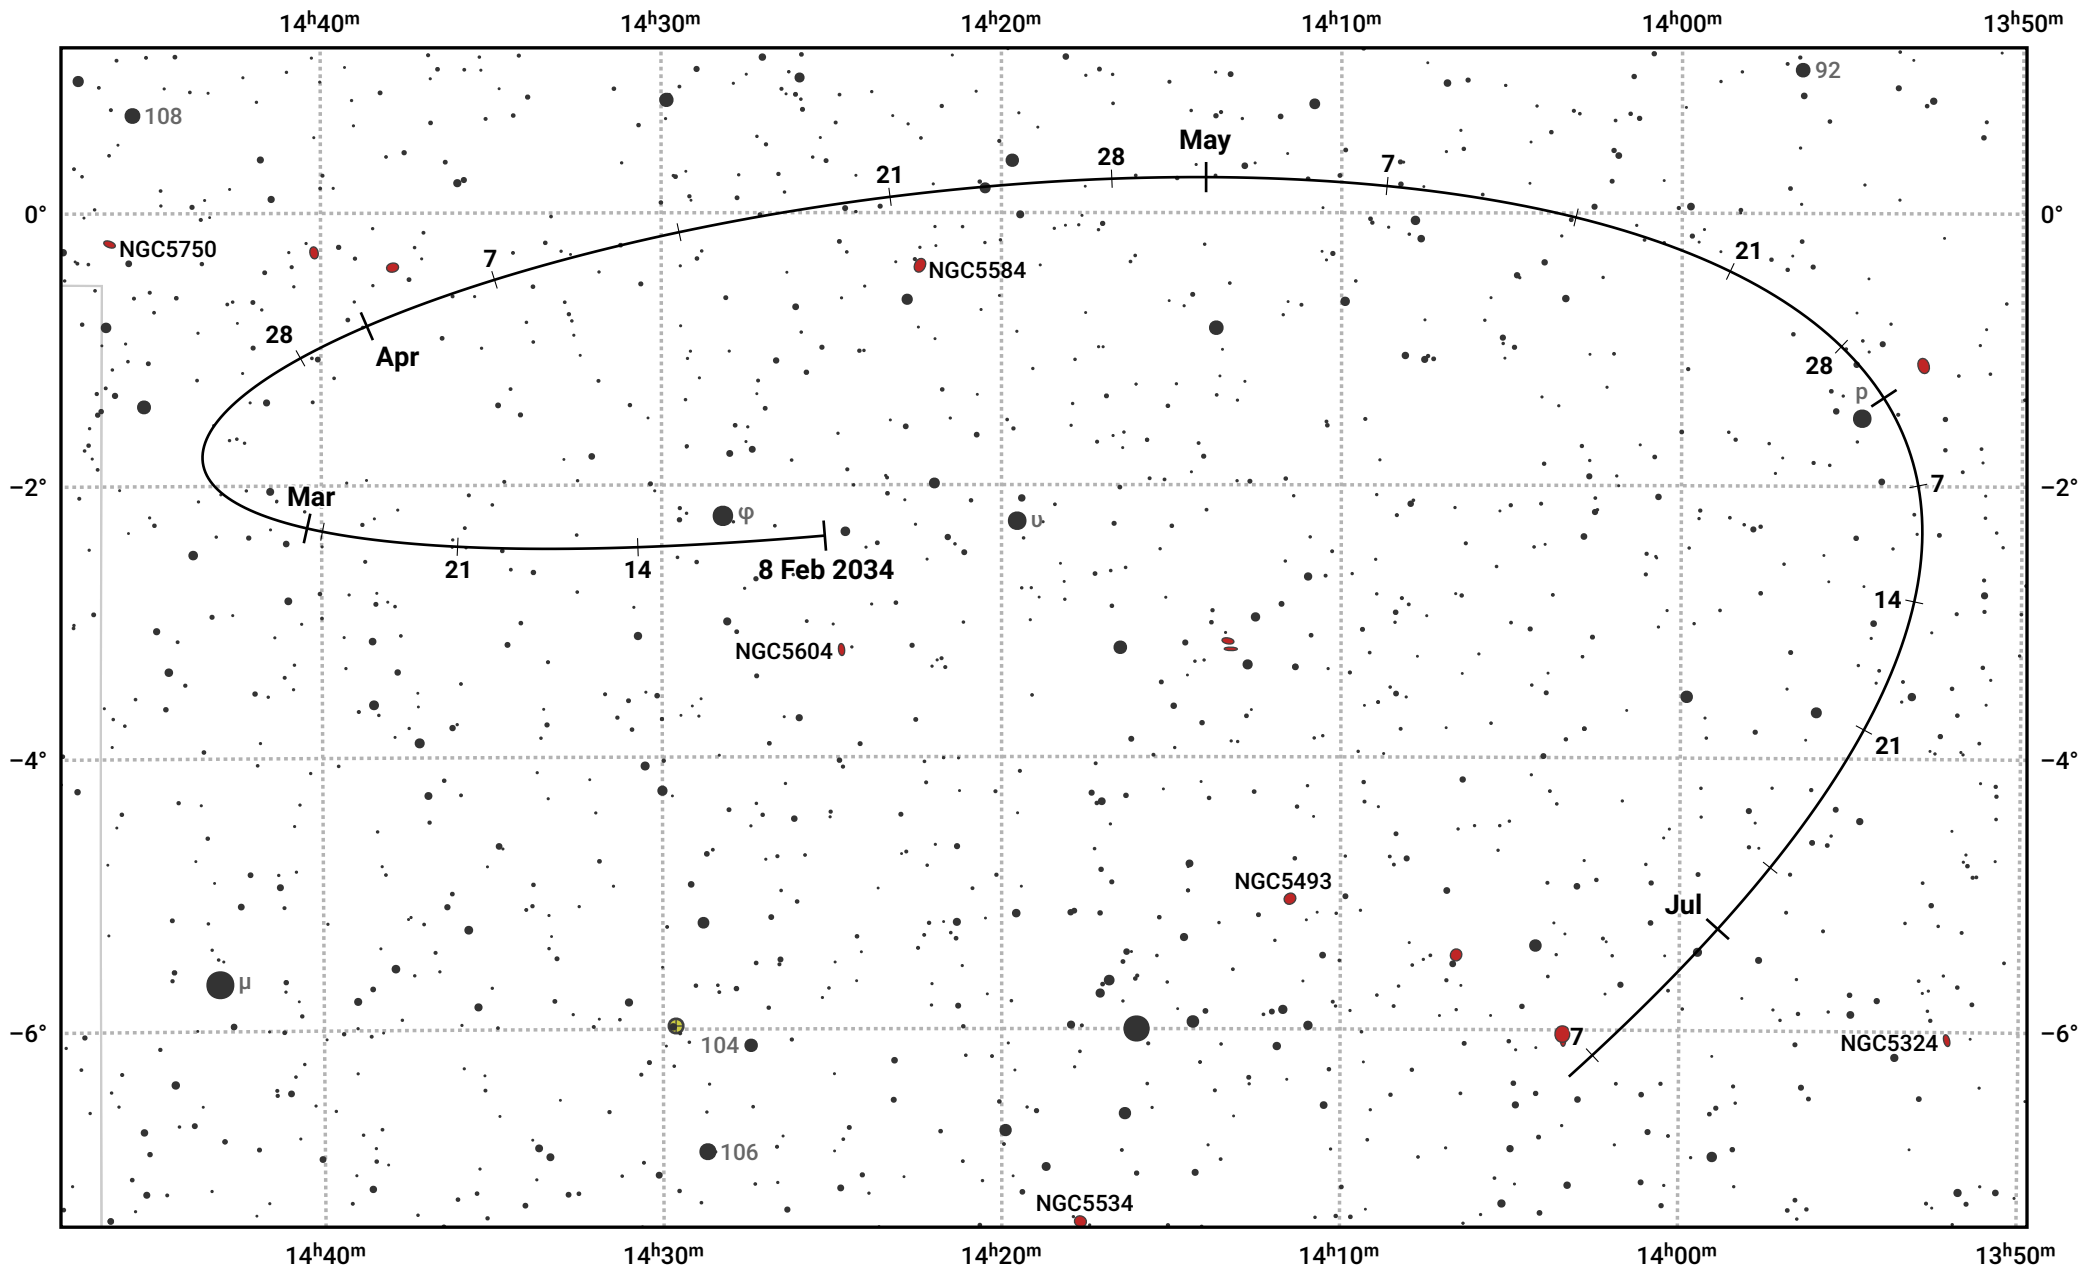 14ʰ40ᵐ 14ʰ30ᵐ 14ʰ20ᵐ 14ʰ10ᵐ 14ʰ00ᵐ 13ʰ50ᵐ
92
108
May
28
7
21
0° 0°
NGC5750
7
21
NGC5584
28
Apr
28
p
−2° −2°
Mar
7
φ
υ
21
14
8 Feb 2034
14
NGC5604
21
−4° −4°
NGC5493
Jul
μ
−6° −6°
104
7
NGC5324
106
NGC5534
14ʰ40ᵐ 14ʰ30ᵐ 14ʰ20ᵐ 14ʰ10ᵐ 14ʰ00ᵐ 13ʰ50ᵐ